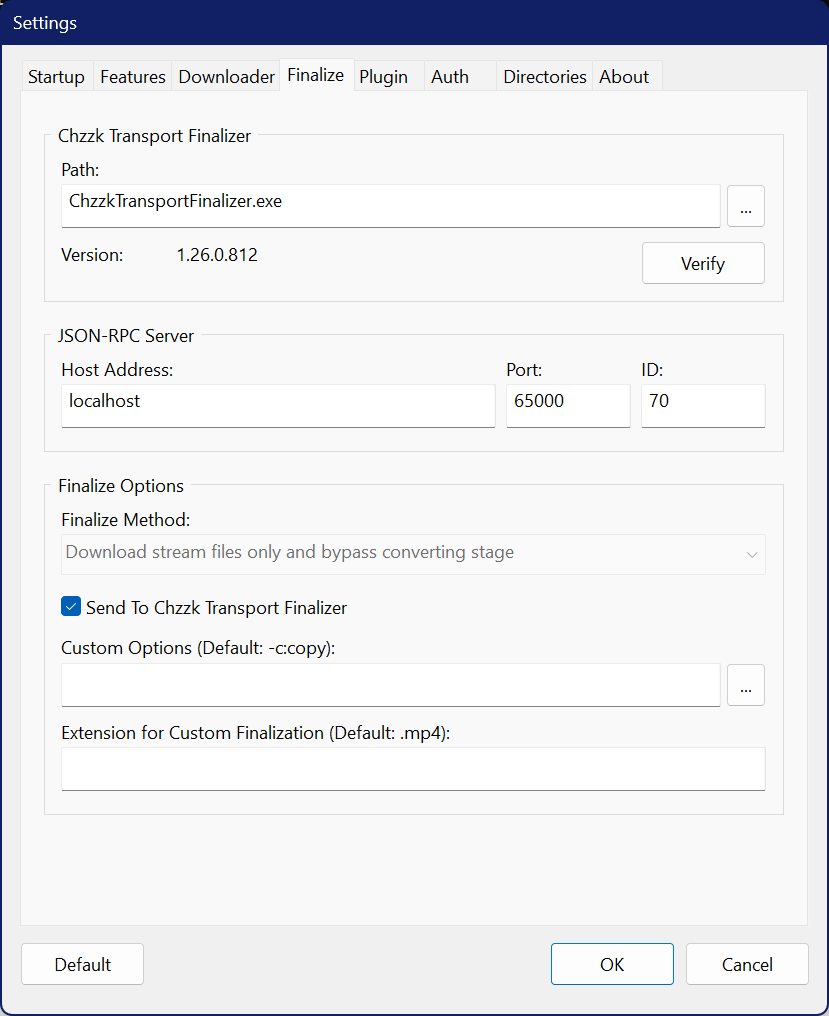 Settings
Startup Features Downloader Finalize Plugin Auth Directories About
Chzzk Transport Finalizer
Path:
ChzzkTransportFinalizer.exe ...
Version: 1.26.0.812 Verify
JSON-RPC Server
Host Address: Port: ID:
localhost 65000 70
Finalize Options
Finalize Method:
Download stream files only and bypass converting stage
Send To Chzzk Transport Finalizer
Custom Options (Default: -c:copy):
...
Extension for Custom Finalization (Default: .mp4):
Default OK Cancel